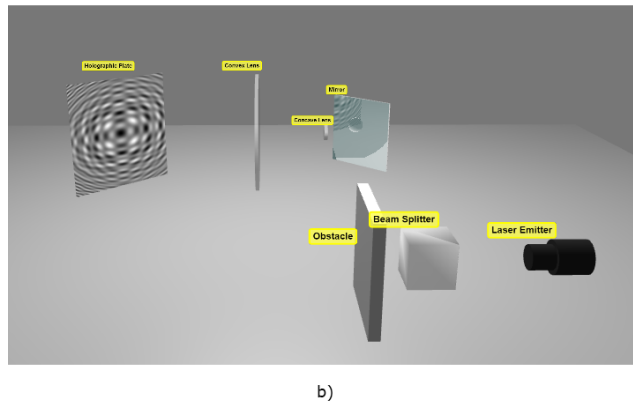 Holographic Plate
Convex Lens
Mirror
Concave Lens
Beam Splitter
Laser Emitter
Obstacle
b)